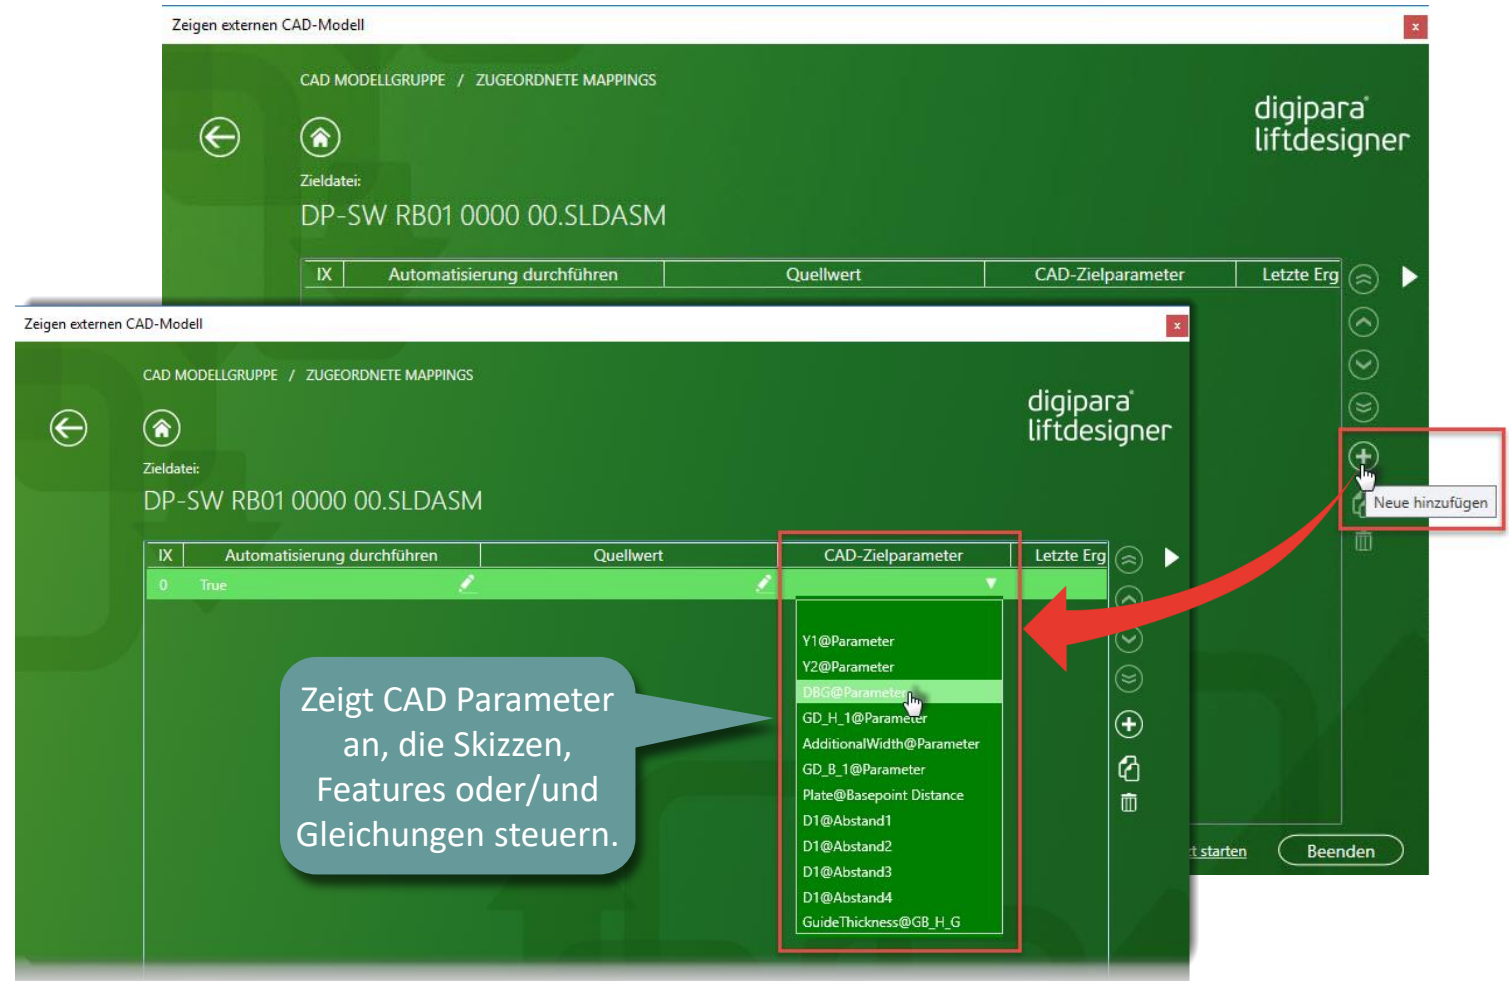 Zeigen externen CAD-Modell
x
CAD MODELLGRUPPE / ZUGEORDNETE MAPPINGS
digipara®
liftdesigner
Zieldatei:
DP-SW RB01 0000 00.SLDASM
IX Automatisierung durchführen Quellwert CAD-Zielparameter Letzte Erg
Neue hinzufügen
t starten Beenden
Zeigen externen CAD-Modell
x
CAD MODELLGRUPPE / ZUGEORDNETE MAPPINGS
digipara®
liftdesigner
Zieldatei:
DP-SW RB01 0000 00.SLDASM
IX Automatisierung durchführen Quellwert CAD-Zielparameter Letzte Erg
0 True
Y1@Parameter
Y2@Parameter
DBG@Parameter
GD_H_1@Parameter
AdditionalWidth@Parameter
GD_B_1@Parameter
Plate@Basepoint Distance
D1@Abstand1
D1@Abstand2
D1@Abstand3
D1@Abstand4
GuideThickness@GB_H_G
Zeigt CAD Parameter
an, die Skizzen,
Features oder/und
Gleichungen steuern.